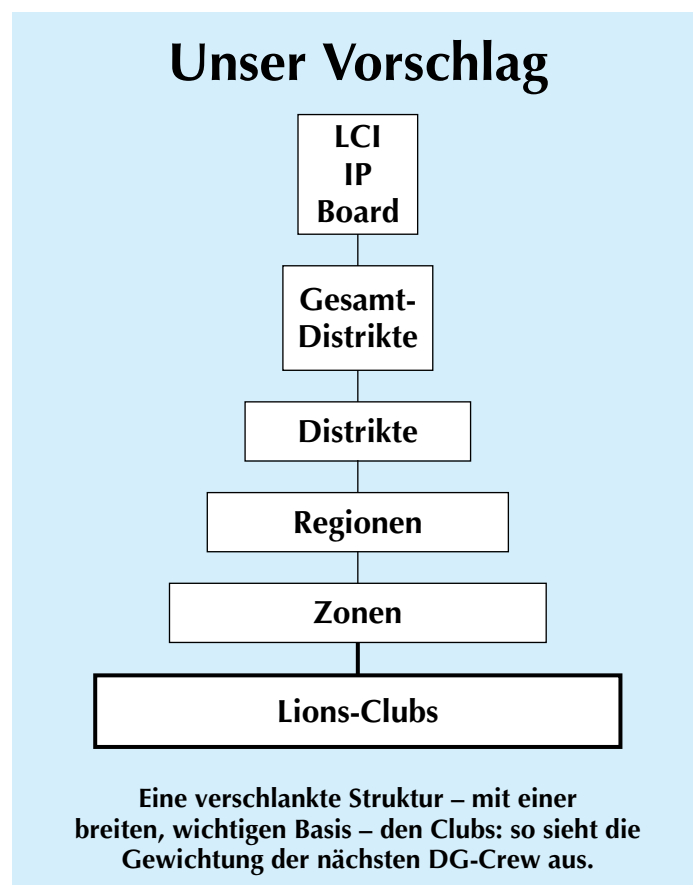 Unser Vorschlag
LCI
IP
Board
Gesamt-
Distrikte
Distrikte
Regionen
Zonen
Lions-Clubs
Eine verschlankte Struktur – mit einer
breiten, wichtigen Basis – den Clubs: so sieht die
Gewichtung der nächsten DG-Crew aus.